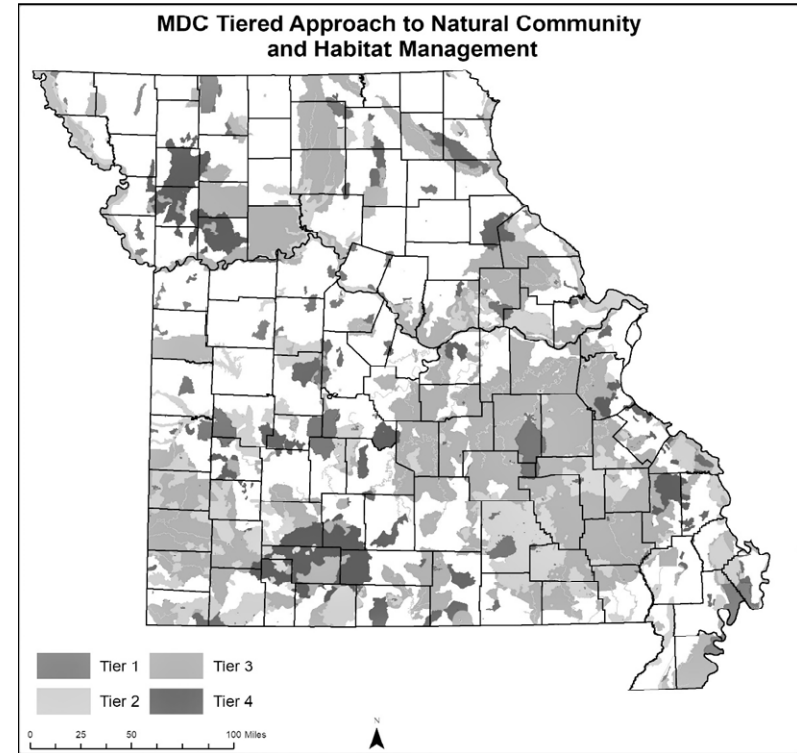 MDC Tiered Approach to Natural Community
and Habitat Management
Tier 1 Tier 3
Tier 2 Tier 4
0 25 50 100 Miles
N